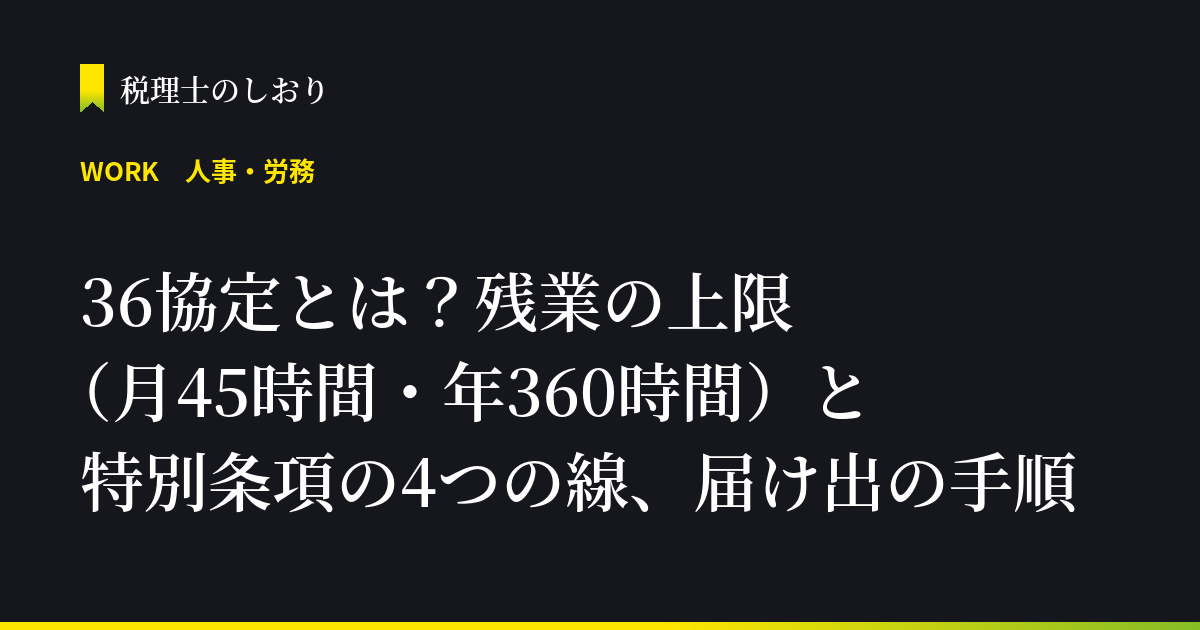 税理士のしおり
WORK 人事・労務
36協定とは？残業の上限
（月45時間・年360時間）と
特別条項の4つの線、届け出の手順